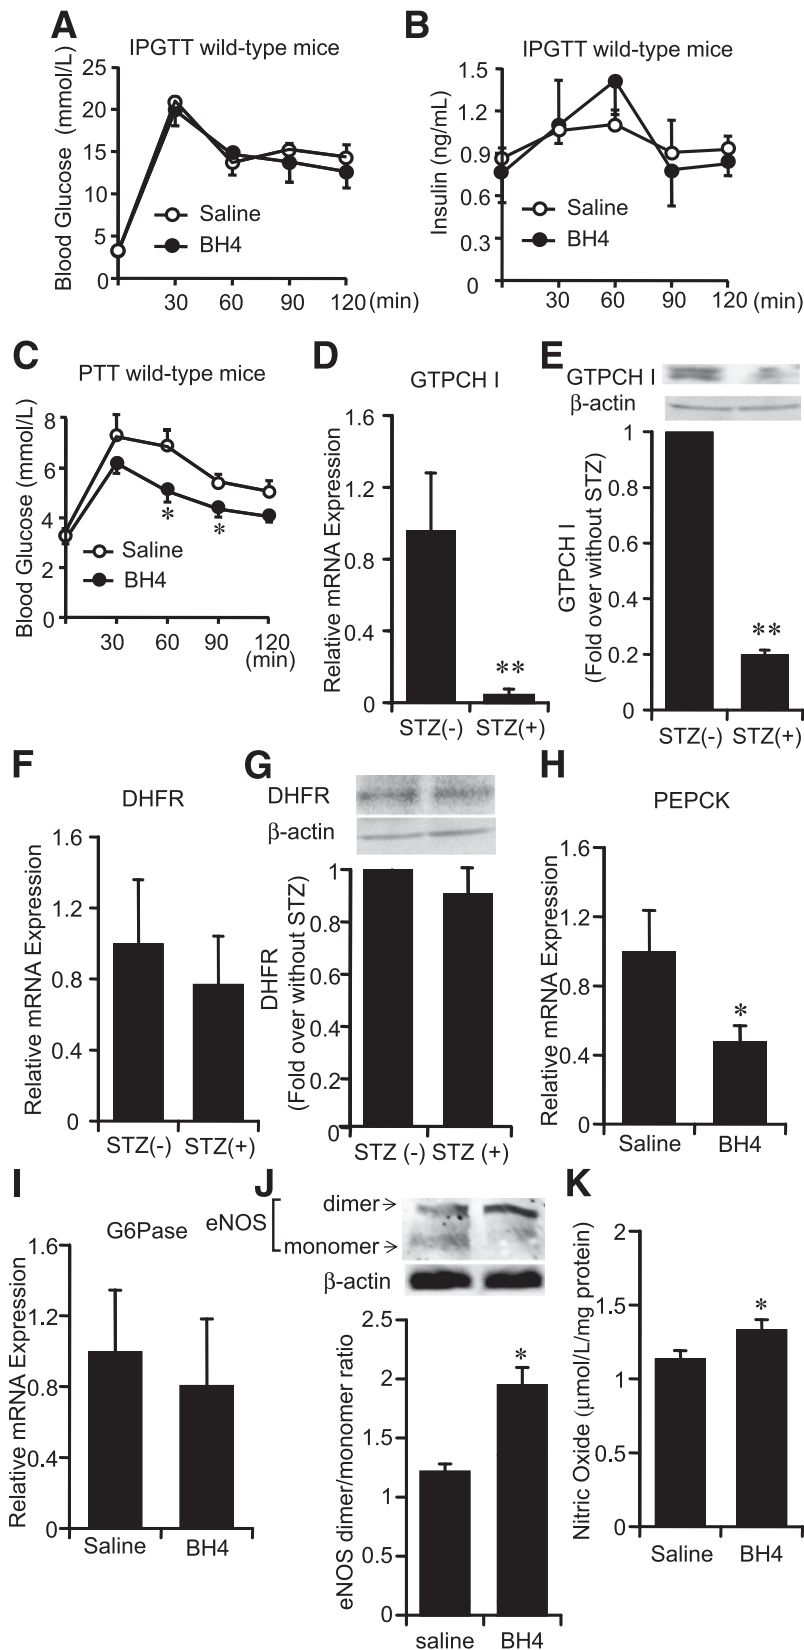 A
IPGTT wild-type mice
Blood Glucose (mmol/L)
25
20
15
10
5
0
Saline
BH4
30 60 90 120 (min)
B
IPGTT wild-type mice
Insulin (ng/mL)
1.5
1.2
0.9
0.6
0.3
0
Saline
BH4
30 60 90 120 (min)
C
PTT wild-type mice
Blood Glucose (mmol/L)
8
6
4
2
0
* *
Saline
BH4
30 60 90 120
(min)
D
GTPCH I
Relative mRNA Expression
1.6
1.2
0.8
0.4
0
**
STZ(-) STZ(+)
E
GTPCH I
β-actin
GTPCH I
(Fold over without STZ)
1
0.8
0.6
0.4
0.2
0
**
STZ(-) STZ(+)
F
DHFR
Relative mRNA Expression
1.6
1.2
0.8
0.4
0
STZ(-) STZ(+)
G
DHFR
β-actin
DHFR
(Fold over without STZ)
1
0.8
0.6
0.4
0.2
0
STZ (-) STZ (+)
H
PEPCK
Relative mRNA Expression
1.6
1.2
0.8
0.4
0
*
Saline BH4
I
G6Pase
Relative mRNA Expression
1.6
1.2
0.8
0.4
0
Saline BH4
J
eNOS
dimer
monomer
β-actin
eNOS dimer/monomer ratio
2.5
2
1.5
1
0.5
0
*
saline BH4
K
Nitric Oxide (μmol/L/mg protein)
2
1.5
1
0.5
0
*
Saline BH4